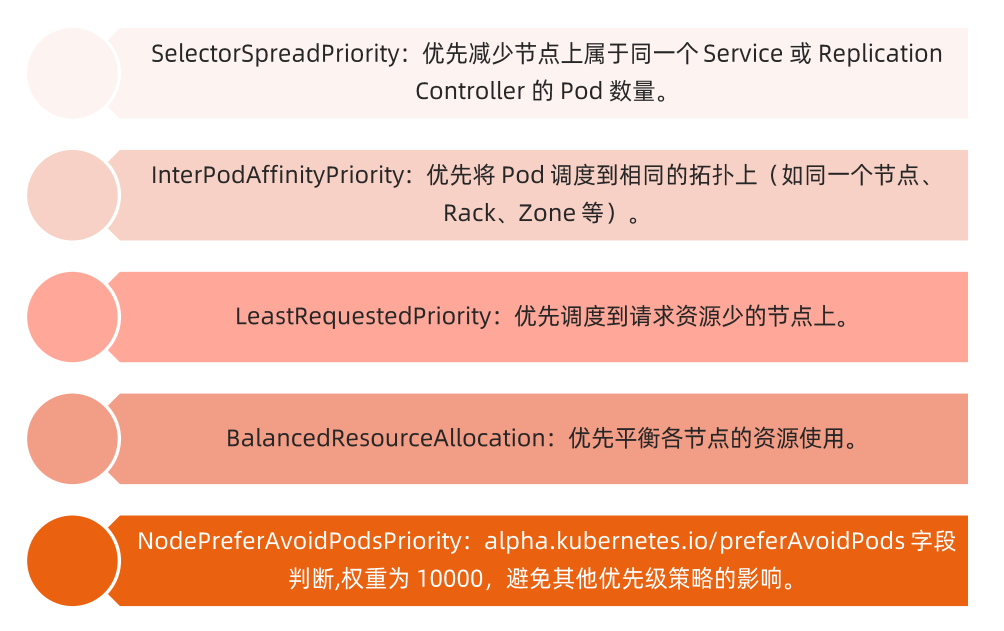 SelectorSpreadPriority：优先减少节点上属于同一个 Service 或 Replication
Controller 的 Pod 数量。
InterPodAffinityPriority：优先将 Pod 调度到相同的拓扑上（如同一个节点、
Rack、Zone 等）。
LeastRequestedPriority：优先调度到请求资源少的节点上。
BalancedResourceAllocation：优先平衡各节点的资源使用。
NodePreferAvoidPodsPriority：alpha.kubernetes.io/preferAvoidPods 字段
判断,权重为 10000，避免其他优先级策略的影响。